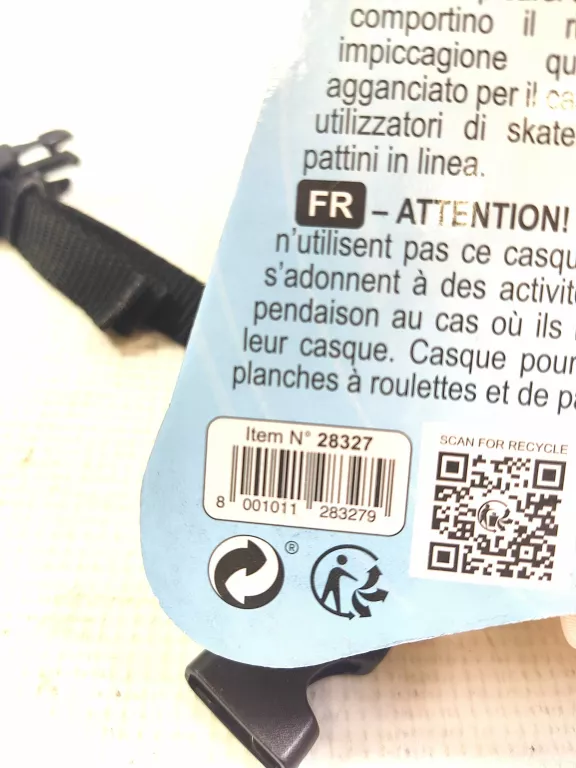 comportino il
impiccagione
agganciato per il
utilizzatori di skate
pattini in linea.
FR – ATTENTION!
n'utilisent pas ce
s'adonnent à des
pendaison au cas où ils
leur casque. Casque pour
planches à roulettes et de
Item N° 28327
8 001011 283279
SCAN FOR RECYCLE
®